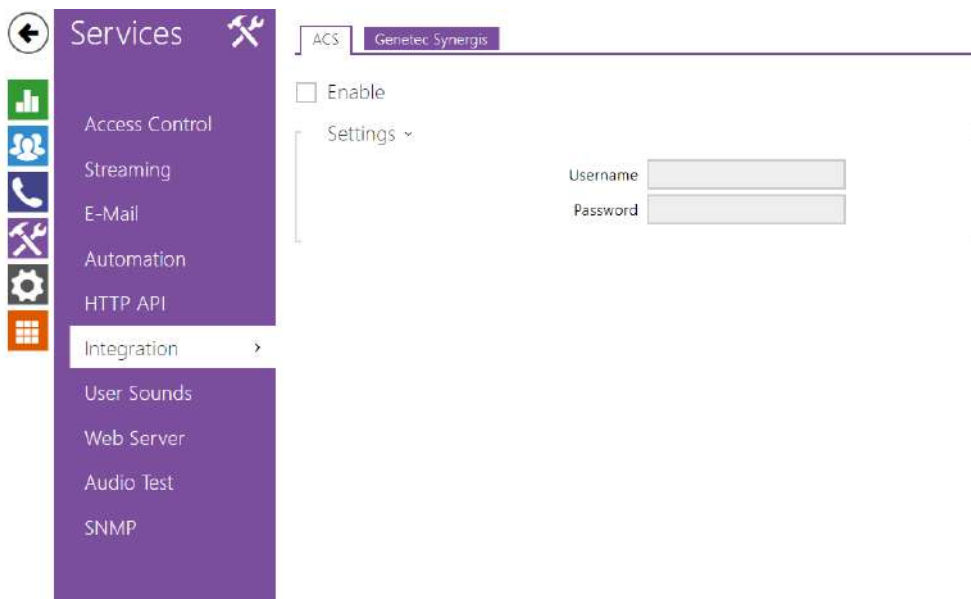 Services
Access Control
Streaming
E-Mail
Automation
HTTP API
Integration
User Sounds
Web Server
Audio Test
SNMP
ACS
Genetec Synergis
Enable
Settings
Username
Password